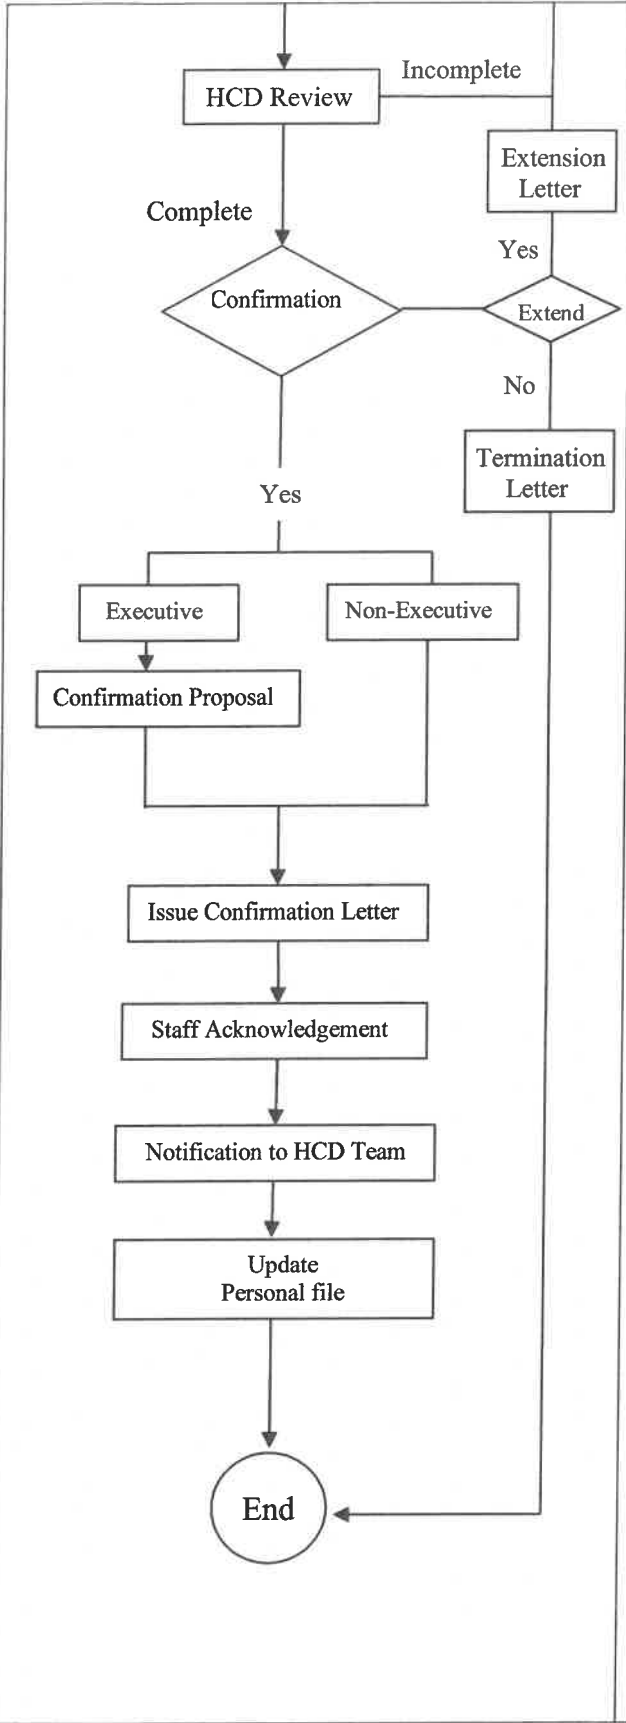 Incomplete
HCD Review
Extension
Letter
Complete
Yes
Confirmation
Extend
No
Termination
Letter
Yes
Executive
Non-Executive
Confirmation Proposal
Issue Confirmation Letter
Staff Acknowledgement
Notification to HCD Team
Update
Personal file
End